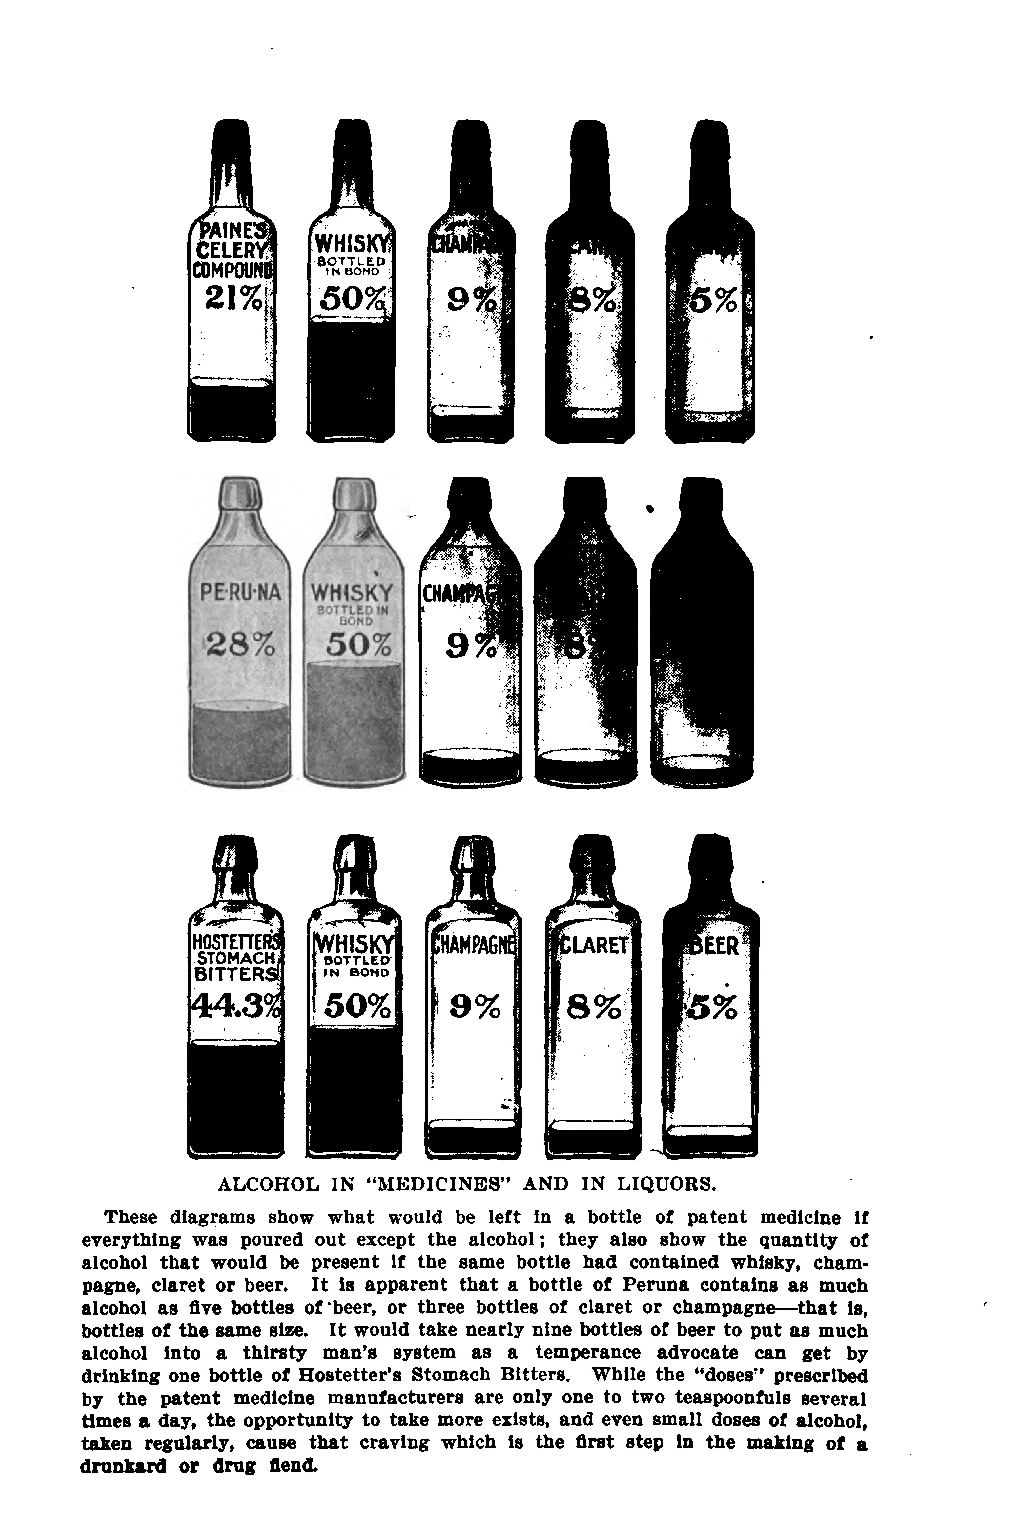 PAINE'S
CELERY
COMPOUND
21%
WHISKY
BOTTLED
IN BOND
50%
9%
8%
5%
PE-RU-NA
28%
WHISKY
BOTTLED IN
BOND
50%
CHAMPAG
9%
8
HOSTETTER'S
STOMACH
BITTERS
44.3%
WHISKY
BOTTLED
IN BOND
50%
CHAMPAGNE
9%
CLARET
8%
BEER
5%
ALCOHOL IN “MEDICINES” AND IN LIQUORS.
These diagrams show what would be left in a bottle of patent medicine if
everything was poured out except the alcohol; they also show the quantity of
alcohol that would be present if the same bottle had contained whisky, cham-
pagne, claret or beer. It is apparent that a bottle of Peruna contains as much
alcohol as five bottles of beer, or three bottles of claret or champagne—that is,
bottles of the same size. It would take nearly nine bottles of beer to put as much
alcohol into a thirsty man's system as a temperance advocate can get by
drinking one bottle of Hostetter's Stomach Bitters. While the “doses” prescribed
by the patent medicine manufacturers are only one to two teaspoonfuls several
times a day, the opportunity to take more exists, and even small doses of alcohol,
taken regularly, cause that craving which is the first step in the making of a
drunkard or drug fiend.